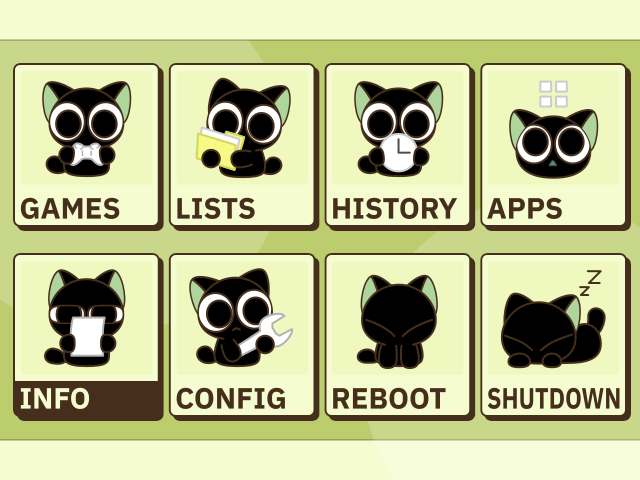 GAMES
LISTS
HISTORY
APPS
INFO
CONFIG
REBOOT
SHUTDOWN
z
Z